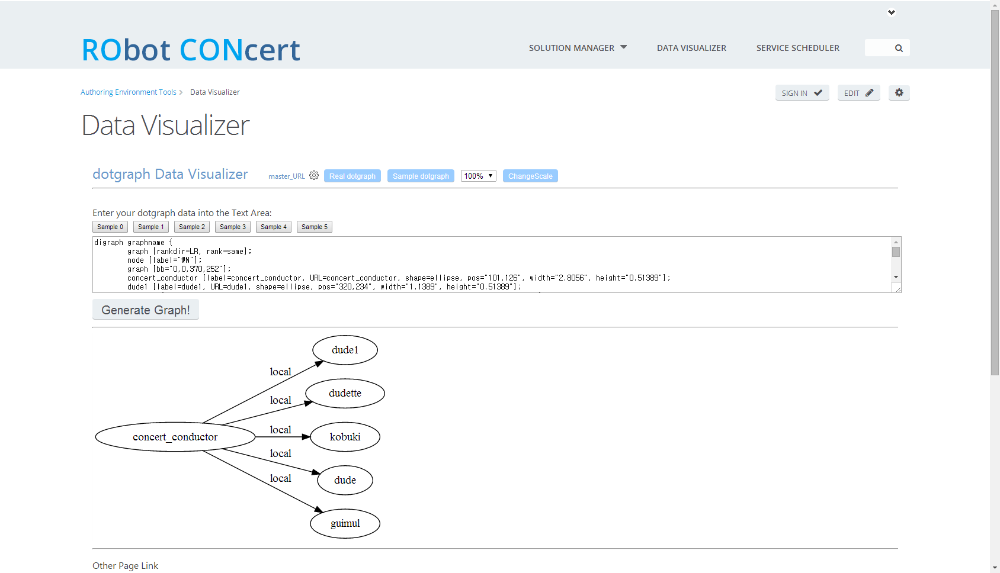 RObot CONcert
SOLUTION MANAGER
DATA VISUALIZER
SERVICE SCHEDULER
Authoring Environment Tools
Data Visualizer
SIGN IN
EDIT
Data Visualizer
dotgraph Data Visualizer
master_URL
Real dotgraph
Sample dotgraph
100%
ChangeScale
Enter your dotgraph data into the Text Area:
Sample 0
Sample 1
Sample 2
Sample 3
Sample 4
Sample 5
digraph graphname {
graph [rankdir=LR, rank=same];
node [label="₩N"];
graph [bb="0,0,370,252"];
concert_conductor [label=concert_conductor, URL=concert_conductor, shape=ellipse, pos="101,126", width="2.8056", height="0.51389"];
dude1 [label=dude1, URL=dude1, shape=ellipse, pos="320,234", width="1.1389", height="0.51389"];
Generate Graph!
dude1
local
dudette
local
local
concert_conductor
kobuki
local
local
dude
guimul
Other Page Link